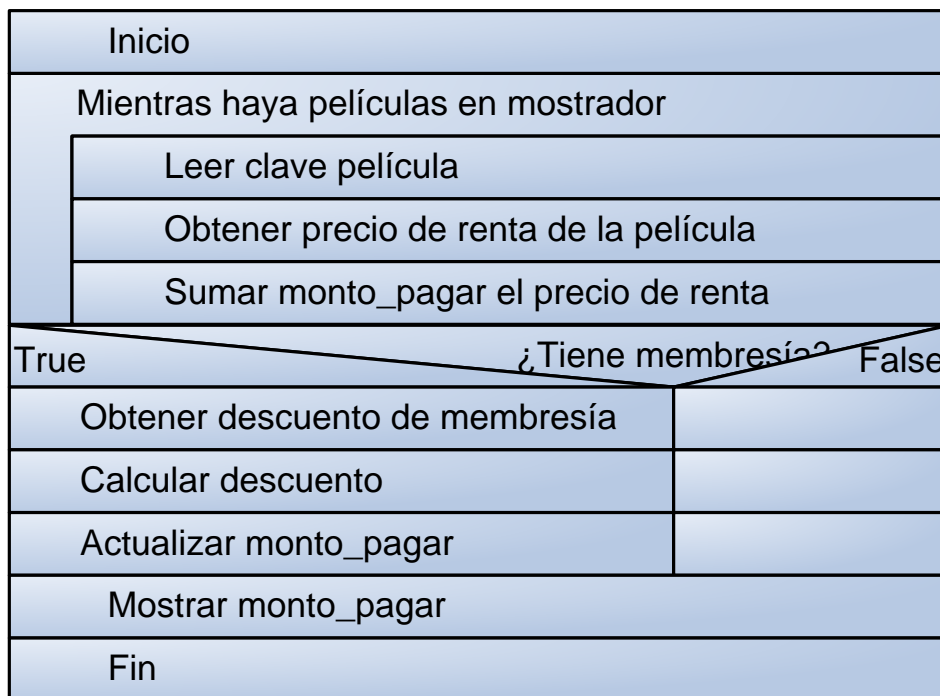 Inicio
Mientras haya películas en mostrador
Leer clave película
Obtener precio de renta de la película
Sumar monto_pagar el precio de renta
¿Tiene membresía?
True
False
Obtener descuento de membresía
Calcular descuento
Actualizar monto_pagar
Mostrar monto_pagar
Fin